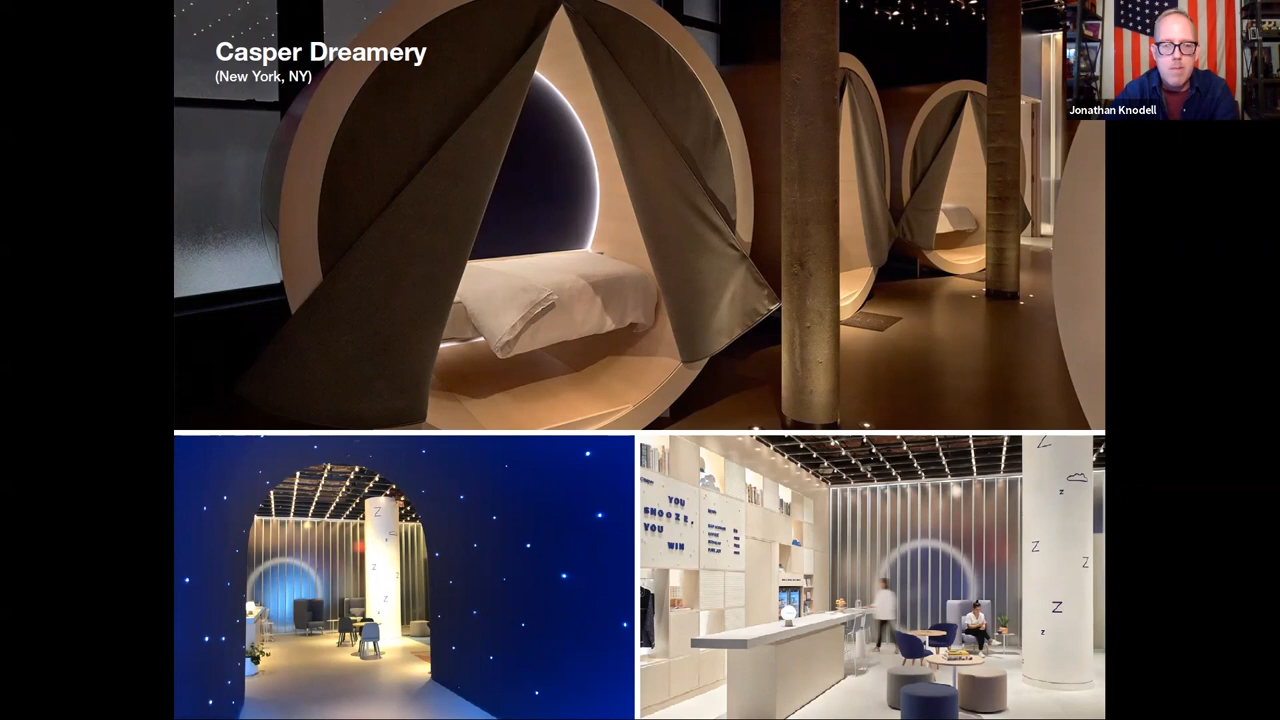 Casper Dreamery
(New York, NY)
Jonathan Knodell
YOU
SNOOZE,
YOU
WIN
Z
Z
Z
Z
Z
Z
Z
Z
Z